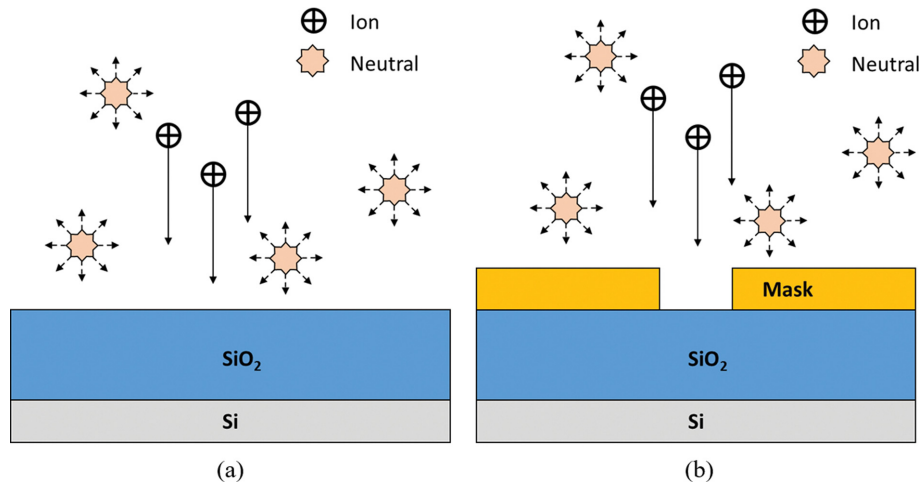 Ion
Neutral
SiO₂
Si
(a)
Ion
Neutral
Mask
SiO₂
Si
(b)